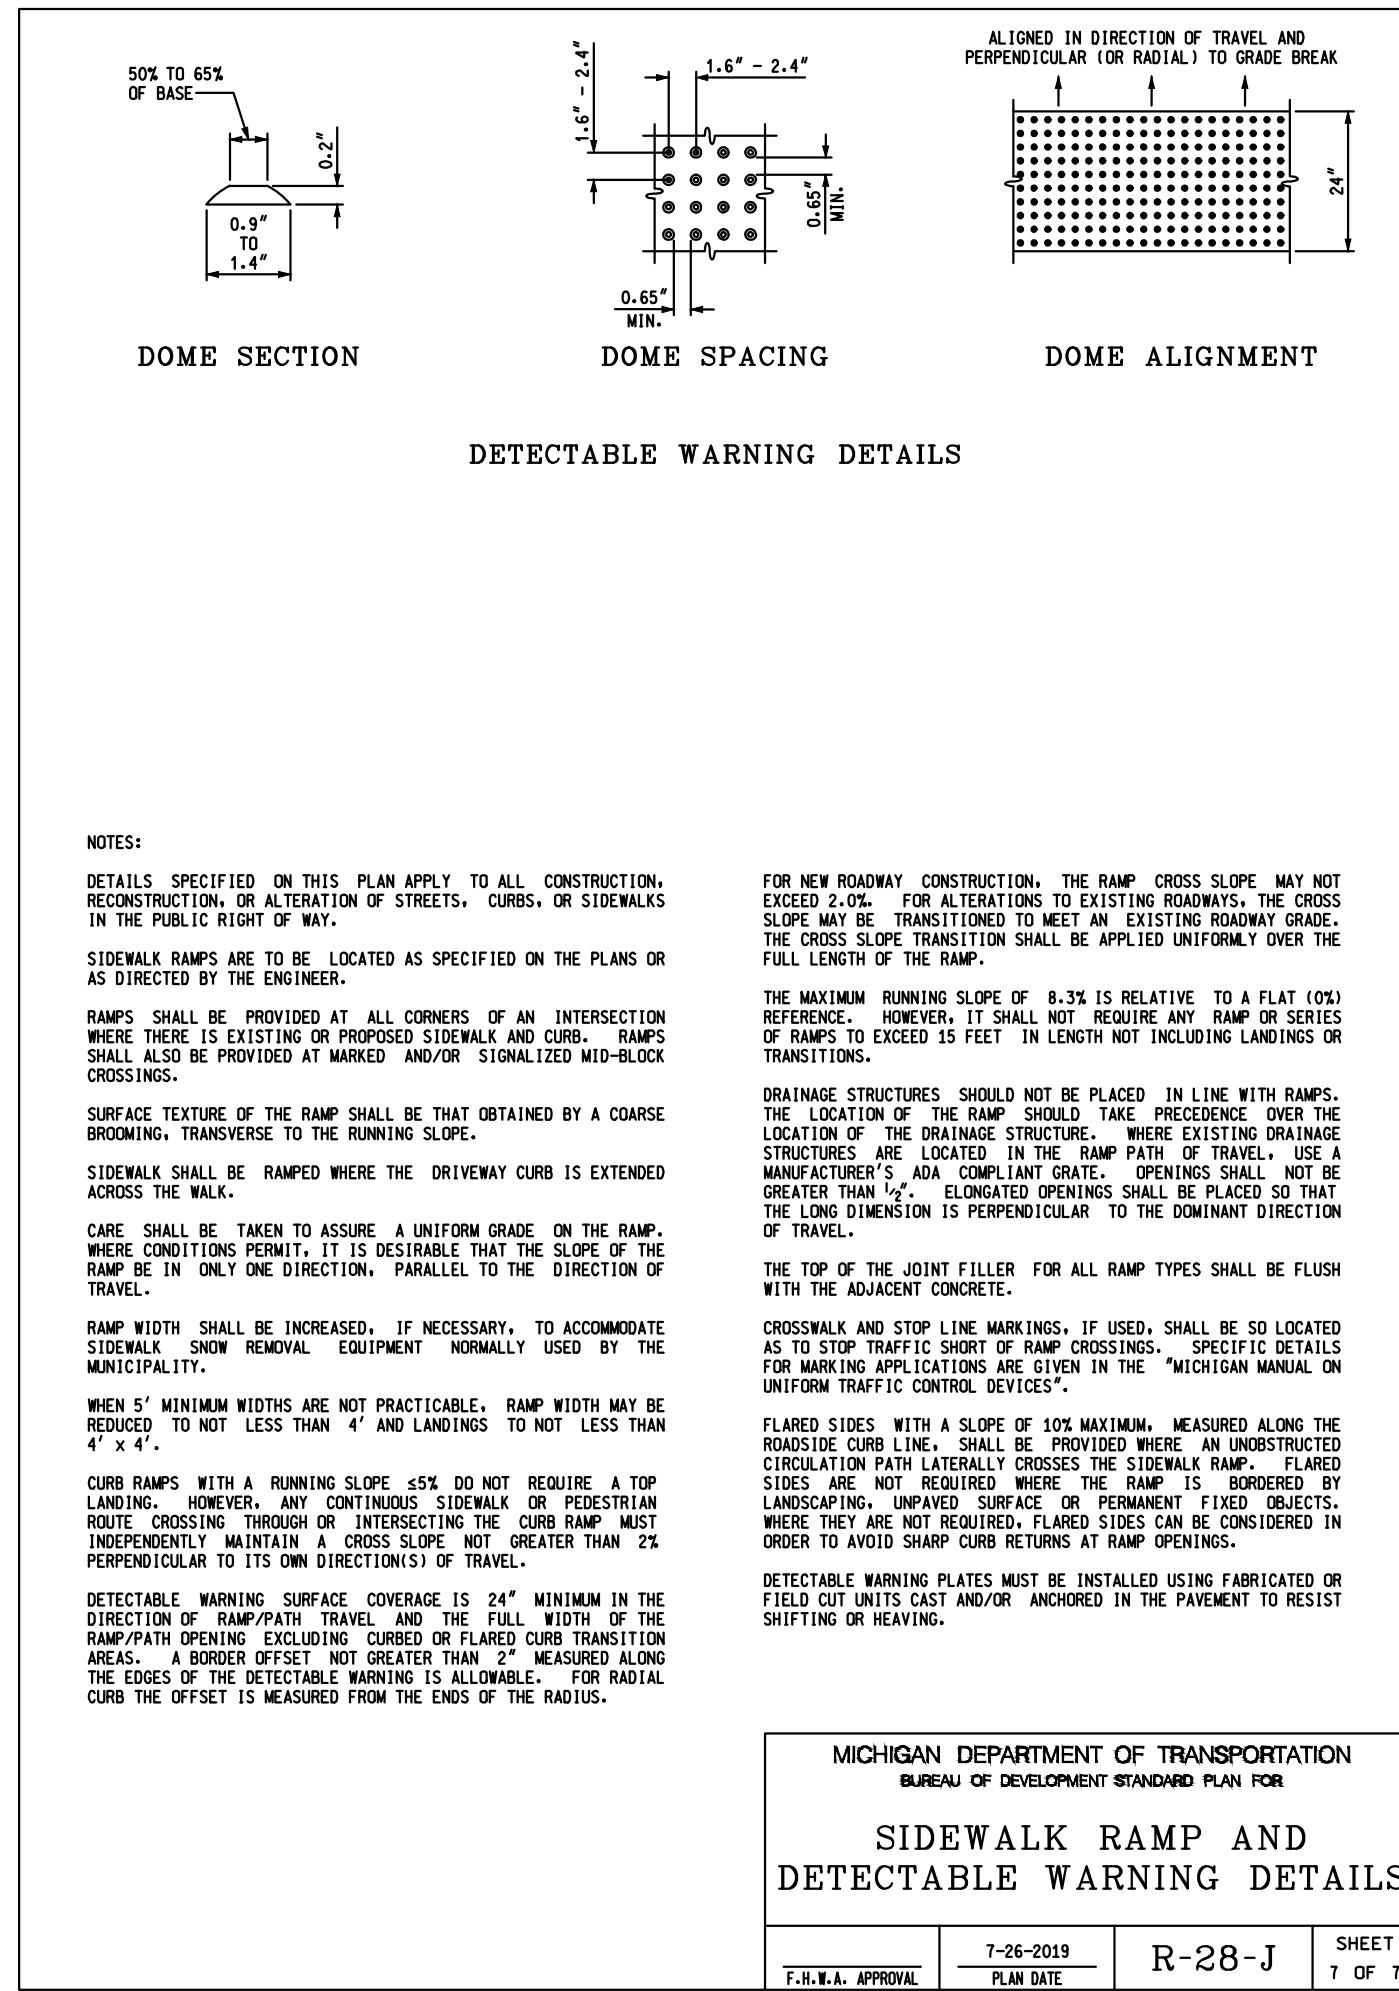 50% TO 65%
OF BASE
0.2"
0.9"
TO
1.4"
DOME SECTION
1.6" - 2.4"
1.6" - 2.4"
0.65"
MIN.
0.65"
MIN.
DOME SPACING
ALIGNED IN DIRECTION OF TRAVEL AND
PERPENDICULAR (OR RADIAL) TO GRADE BREAK
24"
DOME ALIGNMENT
DETECTABLE WARNING DETAILS
NOTES:
DETAILS SPECIFIED ON THIS PLAN APPLY TO ALL CONSTRUCTION,
RECONSTRUCTION, OR ALTERATION OF STREETS, CURBS, OR SIDEWALKS
IN THE PUBLIC RIGHT OF WAY.
SIDEWALK RAMPS ARE TO BE LOCATED AS SPECIFIED ON THE PLANS OR
AS DIRECTED BY THE ENGINEER.
RAMPS SHALL BE PROVIDED AT ALL CORNERS OF AN INTERSECTION
WHERE THERE IS EXISTING OR PROPOSED SIDEWALK AND CURB. RAMPS
SHALL ALSO BE PROVIDED AT MARKED AND/OR SIGNALIZED MID-BLOCK
CROSSINGS.
SURFACE TEXTURE OF THE RAMP SHALL BE THAT OBTAINED BY A COARSE
BROOMING, TRANSVERSE TO THE RUNNING SLOPE.
SIDEWALK SHALL BE RAMPED WHERE THE DRIVEWAY CURB IS EXTENDED
ACROSS THE WALK.
CARE SHALL BE TAKEN TO ASSURE A UNIFORM GRADE ON THE RAMP.
WHERE CONDITIONS PERMIT, IT IS DESIRABLE THAT THE SLOPE OF THE
RAMP BE IN ONLY ONE DIRECTION, PARALLEL TO THE DIRECTION OF
TRAVEL.
RAMP WIDTH SHALL BE INCREASED, IF NECESSARY, TO ACCOMMODATE
SIDEWALK SNOW REMOVAL EQUIPMENT NORMALLY USED BY THE
MUNICIPALITY.
WHEN 5' MINIMUM WIDTHS ARE NOT PRACTICABLE, RAMP WIDTH MAY BE
REDUCED TO NOT LESS THAN 4' AND LANDINGS TO NOT LESS THAN
4' x 4'.
CURB RAMPS WITH A RUNNING SLOPE ≤5% DO NOT REQUIRE A TOP
LANDING. HOWEVER, ANY CONTINUOUS SIDEWALK OR PEDESTRIAN
ROUTE CROSSING THROUGH OR INTERSECTING THE CURB RAMP MUST
INDEPENDENTLY MAINTAIN A CROSS SLOPE NOT GREATER THAN 2%
PERPENDICULAR TO ITS OWN DIRECTION(S) OF TRAVEL.
DETECTABLE WARNING SURFACE COVERAGE IS 24" MINIMUM IN THE
DIRECTION OF RAMP/PATH TRAVEL AND THE FULL WIDTH OF THE
RAMP/PATH OPENING EXCLUDING CURBED OR FLARED CURB TRANSITION
AREAS. A BORDER OFFSET NOT GREATER THAN 2" MEASURED ALONG
THE EDGES OF THE DETECTABLE WARNING IS ALLOWABLE. FOR RADIAL
CURB THE OFFSET IS MEASURED FROM THE ENDS OF THE RADIUS.
FOR NEW ROADWAY CONSTRUCTION, THE RAMP CROSS SLOPE MAY NOT
EXCEED 2.0%. FOR ALTERATIONS TO EXISTING ROADWAYS, THE CROSS
SLOPE MAY BE TRANSITIONED TO MEET AN EXISTING ROADWAY GRADE.
THE CROSS SLOPE TRANSITION SHALL BE APPLIED UNIFORMLY OVER THE
FULL LENGTH OF THE RAMP.
THE MAXIMUM RUNNING SLOPE OF 8.3% IS RELATIVE TO A FLAT (0%)
REFERENCE. HOWEVER, IT SHALL NOT REQUIRE ANY RAMP OR SERIES
OF RAMPS TO EXCEED 15 FEET IN LENGTH NOT INCLUDING LANDINGS OR
TRANSITIONS.
DRAINAGE STRUCTURES SHOULD NOT BE PLACED IN LINE WITH RAMPS.
THE LOCATION OF THE RAMP SHOULD TAKE PRECEDENCE OVER THE
LOCATION OF THE DRAINAGE STRUCTURE. WHERE EXISTING DRAINAGE
STRUCTURES ARE LOCATED IN THE RAMP PATH OF TRAVEL, USE A
MANUFACTURER'S ADA COMPLIANT GRATE. OPENINGS SHALL NOT BE
GREATER THAN 1/2". ELONGATED OPENINGS SHALL BE PLACED SO THAT
THE LONG DIMENSION IS PERPENDICULAR TO THE DOMINANT DIRECTION
OF TRAVEL.
THE TOP OF THE JOINT FILLER FOR ALL RAMP TYPES SHALL BE FLUSH
WITH THE ADJACENT CONCRETE.
CROSSWALK AND STOP LINE MARKINGS, IF USED, SHALL BE SO LOCATED
AS TO STOP TRAFFIC SHORT OF RAMP CROSSINGS. SPECIFIC DETAILS
FOR MARKING APPLICATIONS ARE GIVEN IN THE "MICHIGAN MANUAL ON
UNIFORM TRAFFIC CONTROL DEVICES".
FLARED SIDES WITH A SLOPE OF 10% MAXIMUM, MEASURED ALONG THE
ROADSIDE CURB LINE, SHALL BE PROVIDED WHERE AN UNOBSTRUCTED
CIRCULATION PATH LATERALLY CROSSES THE SIDEWALK RAMP. FLARED
SIDES ARE NOT REQUIRED WHERE THE RAMP IS BORDERED BY
LANDSCAPING, UNPAVED SURFACE OR PERMANENT FIXED OBJECTS.
WHERE THEY ARE NOT REQUIRED, FLARED SIDES CAN BE CONSIDERED IN
ORDER TO AVOID SHARP CURB RETURNS AT RAMP OPENINGS.
DETECTABLE WARNING PLATES MUST BE INSTALLED USING FABRICATED OR
FIELD CUT UNITS CAST AND/OR ANCHORED IN THE PAVEMENT TO RESIST
SHIFTING OR HEAVING.
MICHIGAN DEPARTMENT OF TRANSPORTATION
BUREAU OF DEVELOPMENT STANDARD PLAN FOR
SIDEWALK RAMP AND
DETECTABLE WARNING DETAILS
F.H.W.A. APPROVAL
7-26-2019
PLAN DATE
R-28-J
SHEET
7 OF 7